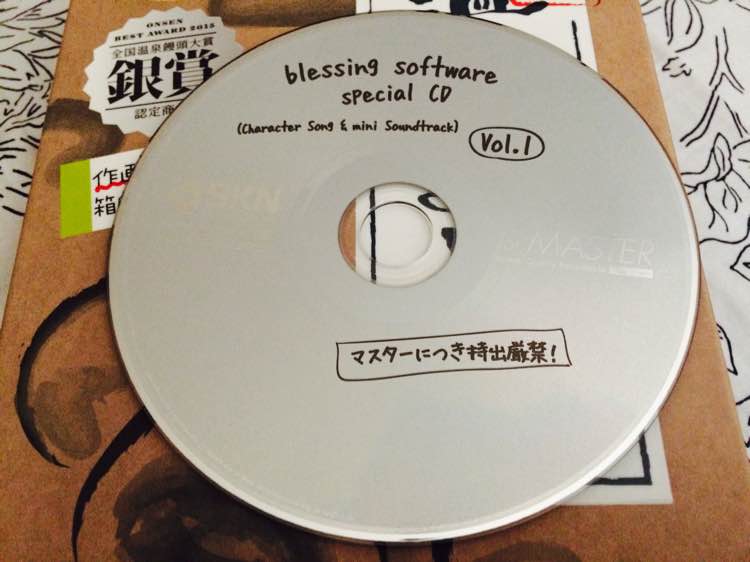 ONSEN
BEST AWARD 2015
全国温泉饅頭大賞
銀賞
認定商
作画
箱
blessing software
special CD
(Character Song & mini Soundtrack)
Vol.1
for MASTER
マスターにつき持出厳禁!